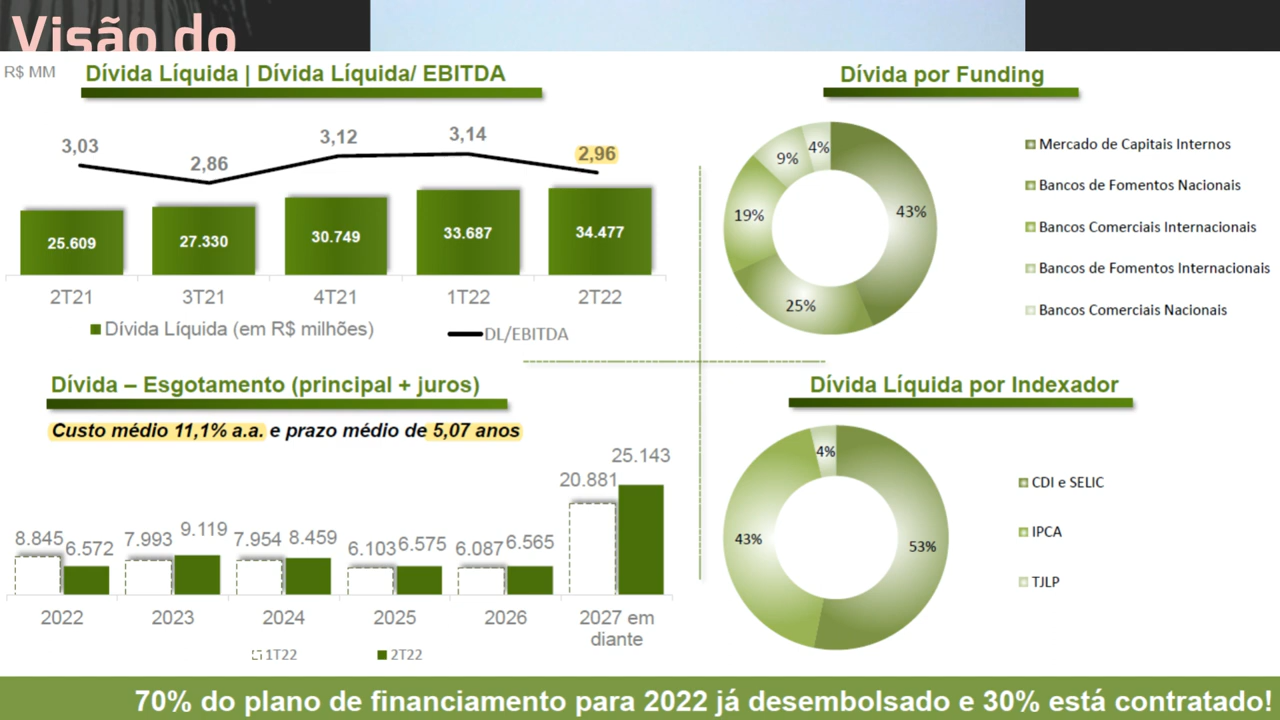 Visão do
R$ MM
Dívida Líquida | Dívida Líquida/ EBITDA
3,03
2,86
3,12
3,14
2,96
25.609
27.330
30.749
33.687
34.477
2T21
3T21
4T21
1T22
2T22
Dívida Líquida (em R$ milhões)
DL/EBITDA
Dívida por Funding
43%
25%
19%
9%
4%
Mercado de Capitais Internos
Bancos de Fomentos Nacionais
Bancos Comerciais Internacionais
Bancos de Fomentos Internacionais
Bancos Comerciais Nacionais
Dívida – Esgotamento (principal + juros)
Custo médio 11,1% a.a. e prazo médio de 5,07 anos
8.845
6.572
7.993
9.119
7.954
8.459
6.103
6.575
6.087
6.565
20.881
25.143
2022
2023
2024
2025
2026
2027 em
diante
1T22
2T22
Dívida Líquida por Indexador
53%
43%
4%
CDI e SELIC
IPCA
TJLP
70% do plano de financiamento para 2022 já desembolsado e 30% está contratado!